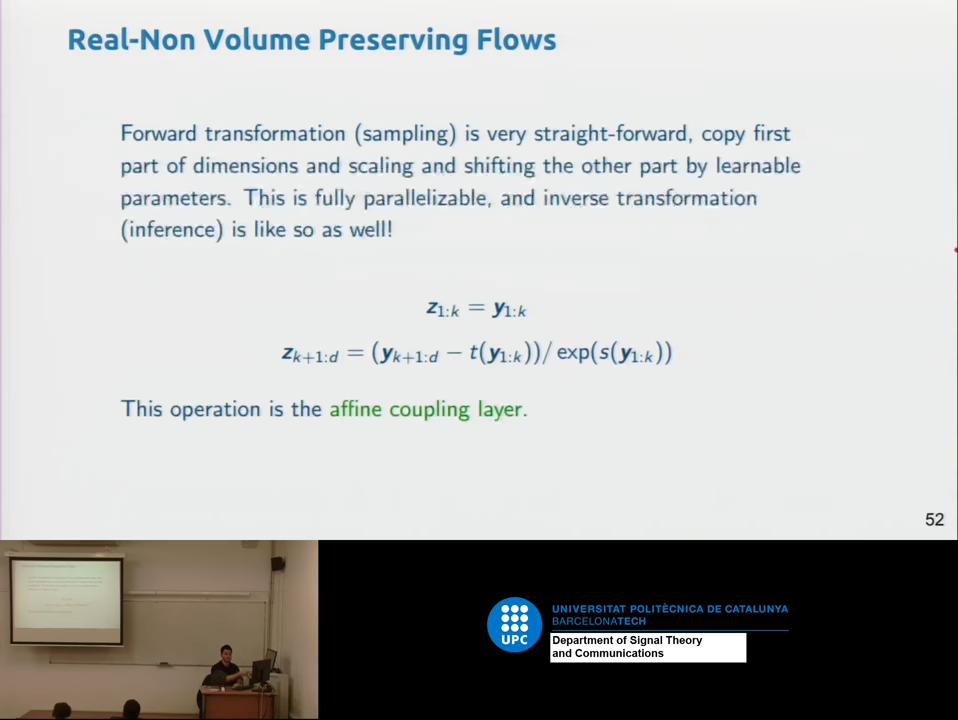 Real-Non Volume Preserving Flows
Forward transformation (sampling) is very straight-forward, copy first
part of dimensions and scaling and shifting the other part by learnable
parameters. This is fully parallelizable, and inverse transformation
(inference) is like so as well!
z₁:ₖ = y₁:ₖ
zₖ₊₁:d = (yₖ₊₁:d − t(y₁:ₖ))/ exp(s(y₁:ₖ))
This operation is the affine coupling layer.
52
UPC
UNIVERSITAT POLITÈCNICA DE CATALUNYA
BARCELONATECH
Department of Signal Theory
and Communications